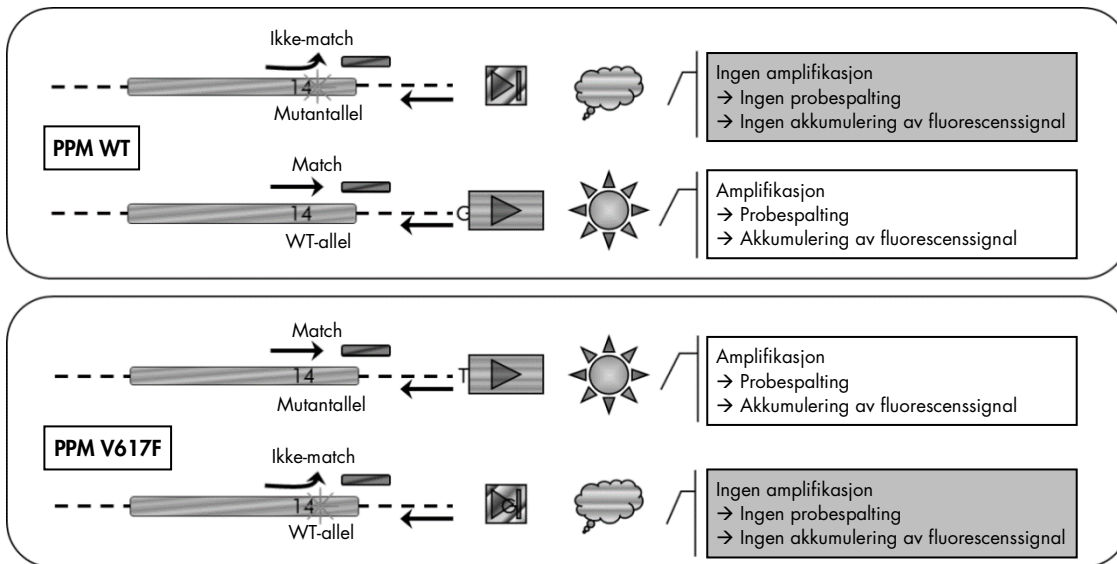 Ikke-match
14
Mutantallel
Ingen amplifikasjon
→ Ingen probespalting
→ Ingen akkumulering av fluorescenssignal
PPM WT
Match
14
WT-allel
G
Amplifikasjon
→ Probespalting
→ Akkumulering av fluorescenssignal
Match
14
Mutantallel
T
Amplifikasjon
→ Probespalting
→ Akkumulering av fluorescenssignal
PPM V617F
Ikke-match
14
WT-allel
G
Ingen amplifikasjon
→ Ingen probespalting
→ Ingen akkumulering av fluorescenssignal